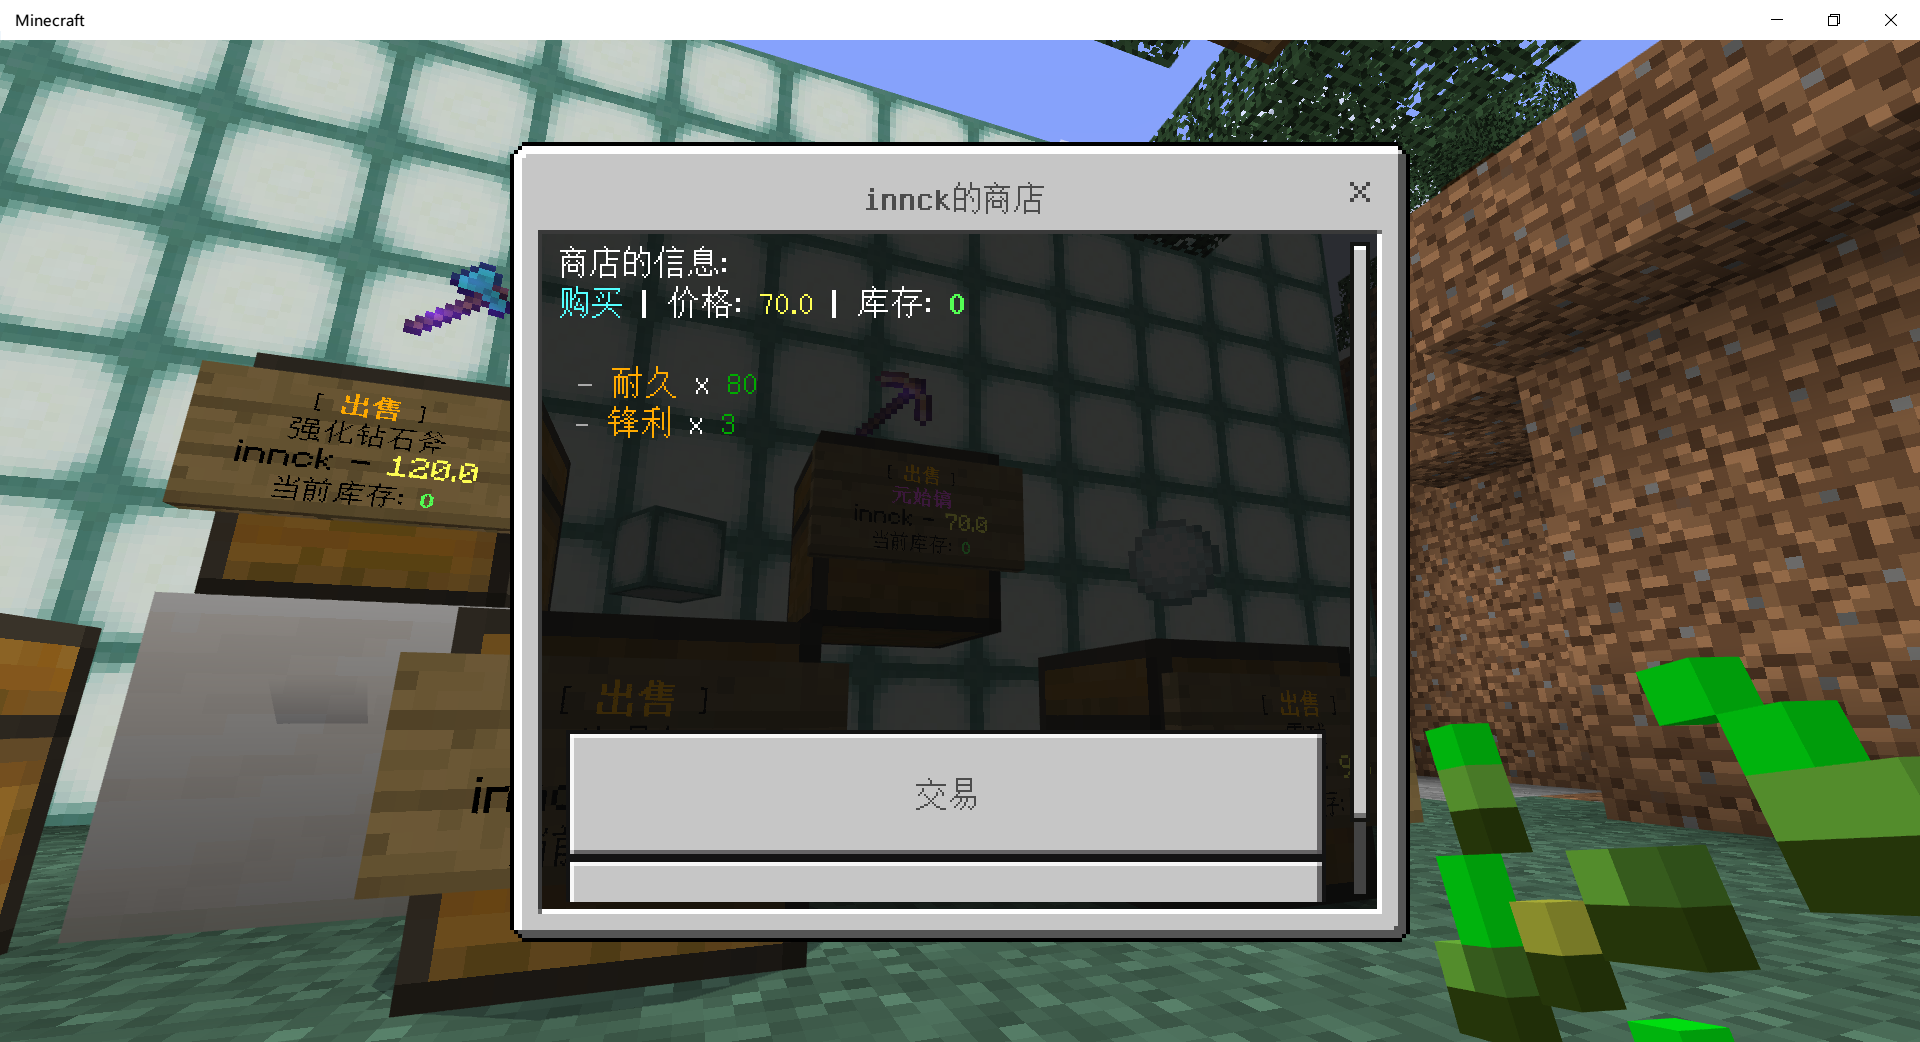 Minecraft
innck的商店
商店的信息:
购买 | 价格: 70.0 | 库存: 0
- 耐久 x 80
- 锋利 x 3
[ 出售 ]
强化钻石斧
innck - 120.0
当前库存: 0
[ 出售 ]
元始镐
innck - 70.0
当前库存: 0
[ 出售 ]
[ 出售 ]
交易